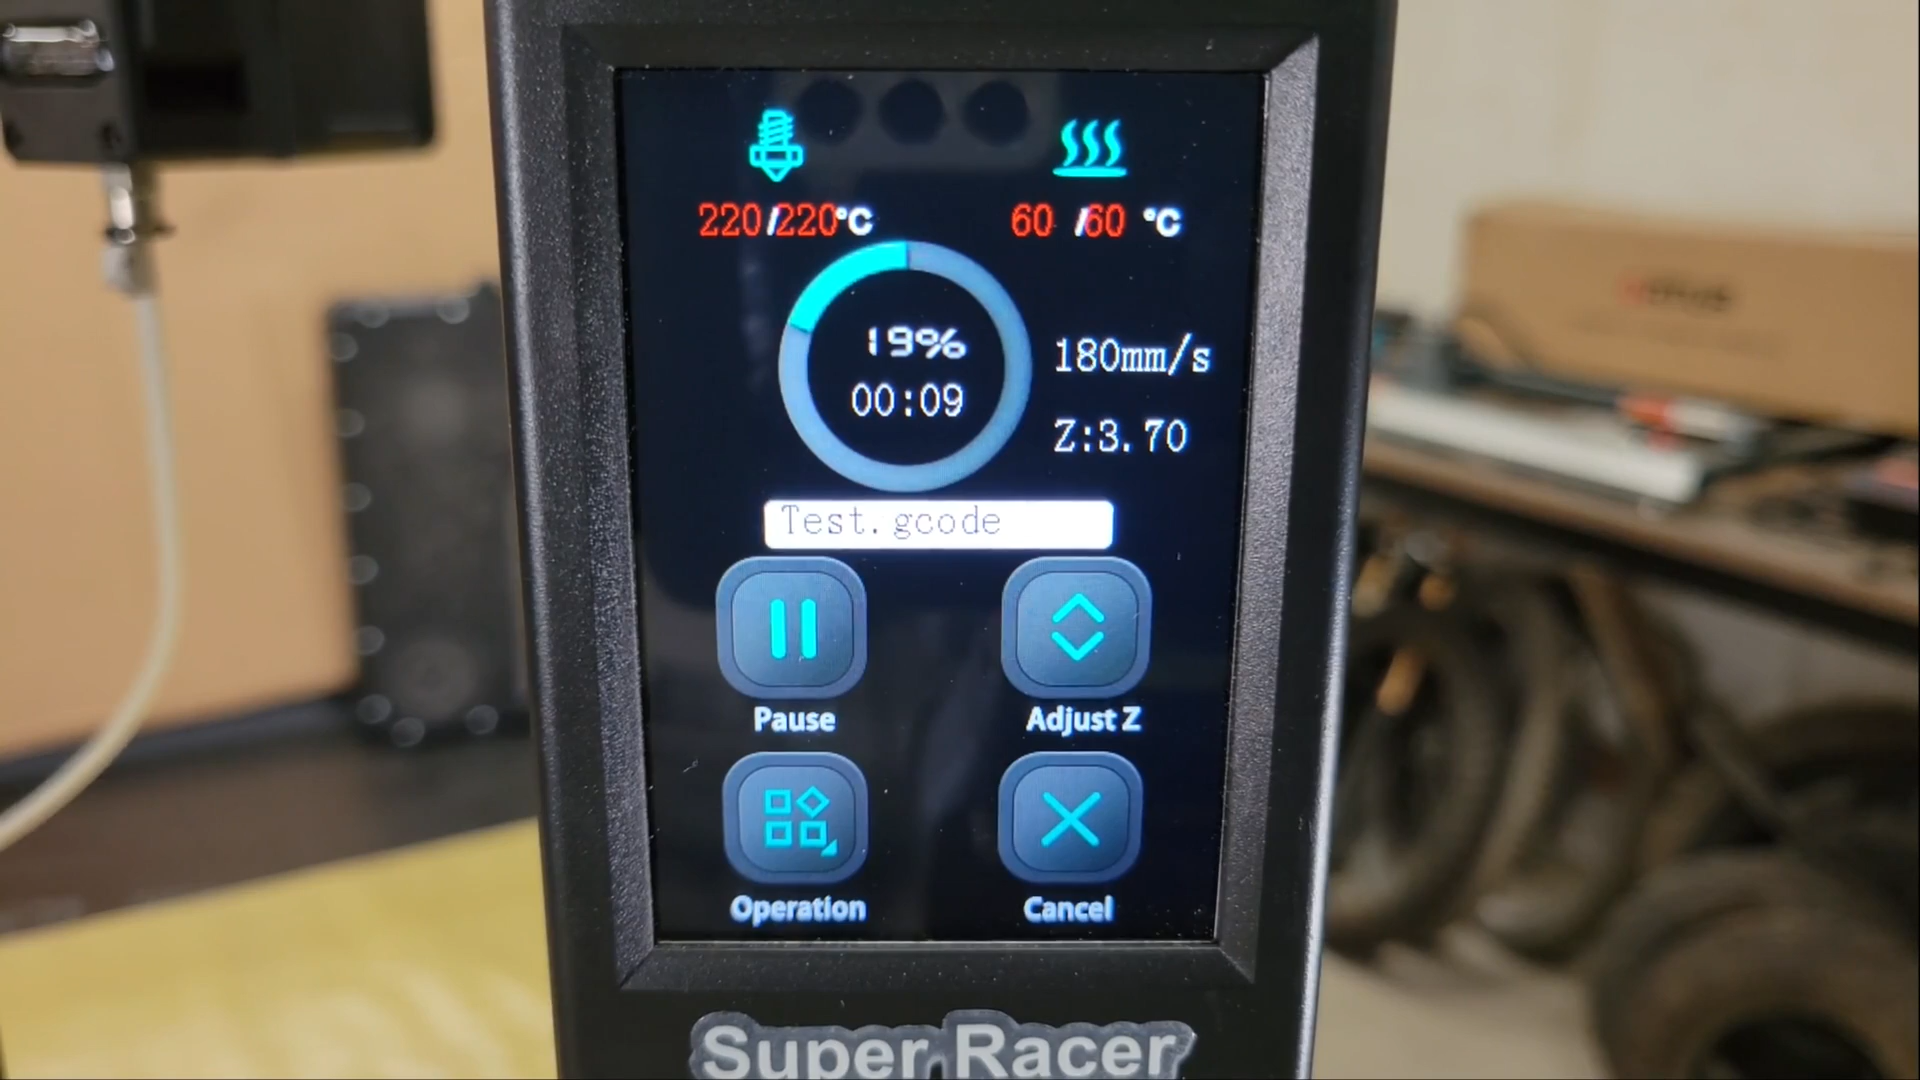 220/220°C
60 /60 °C
19%
00:09
180mm/s
Z:3.70
Test.gcode
Pause
Adjust Z
Operation
Cancel
Super Racer